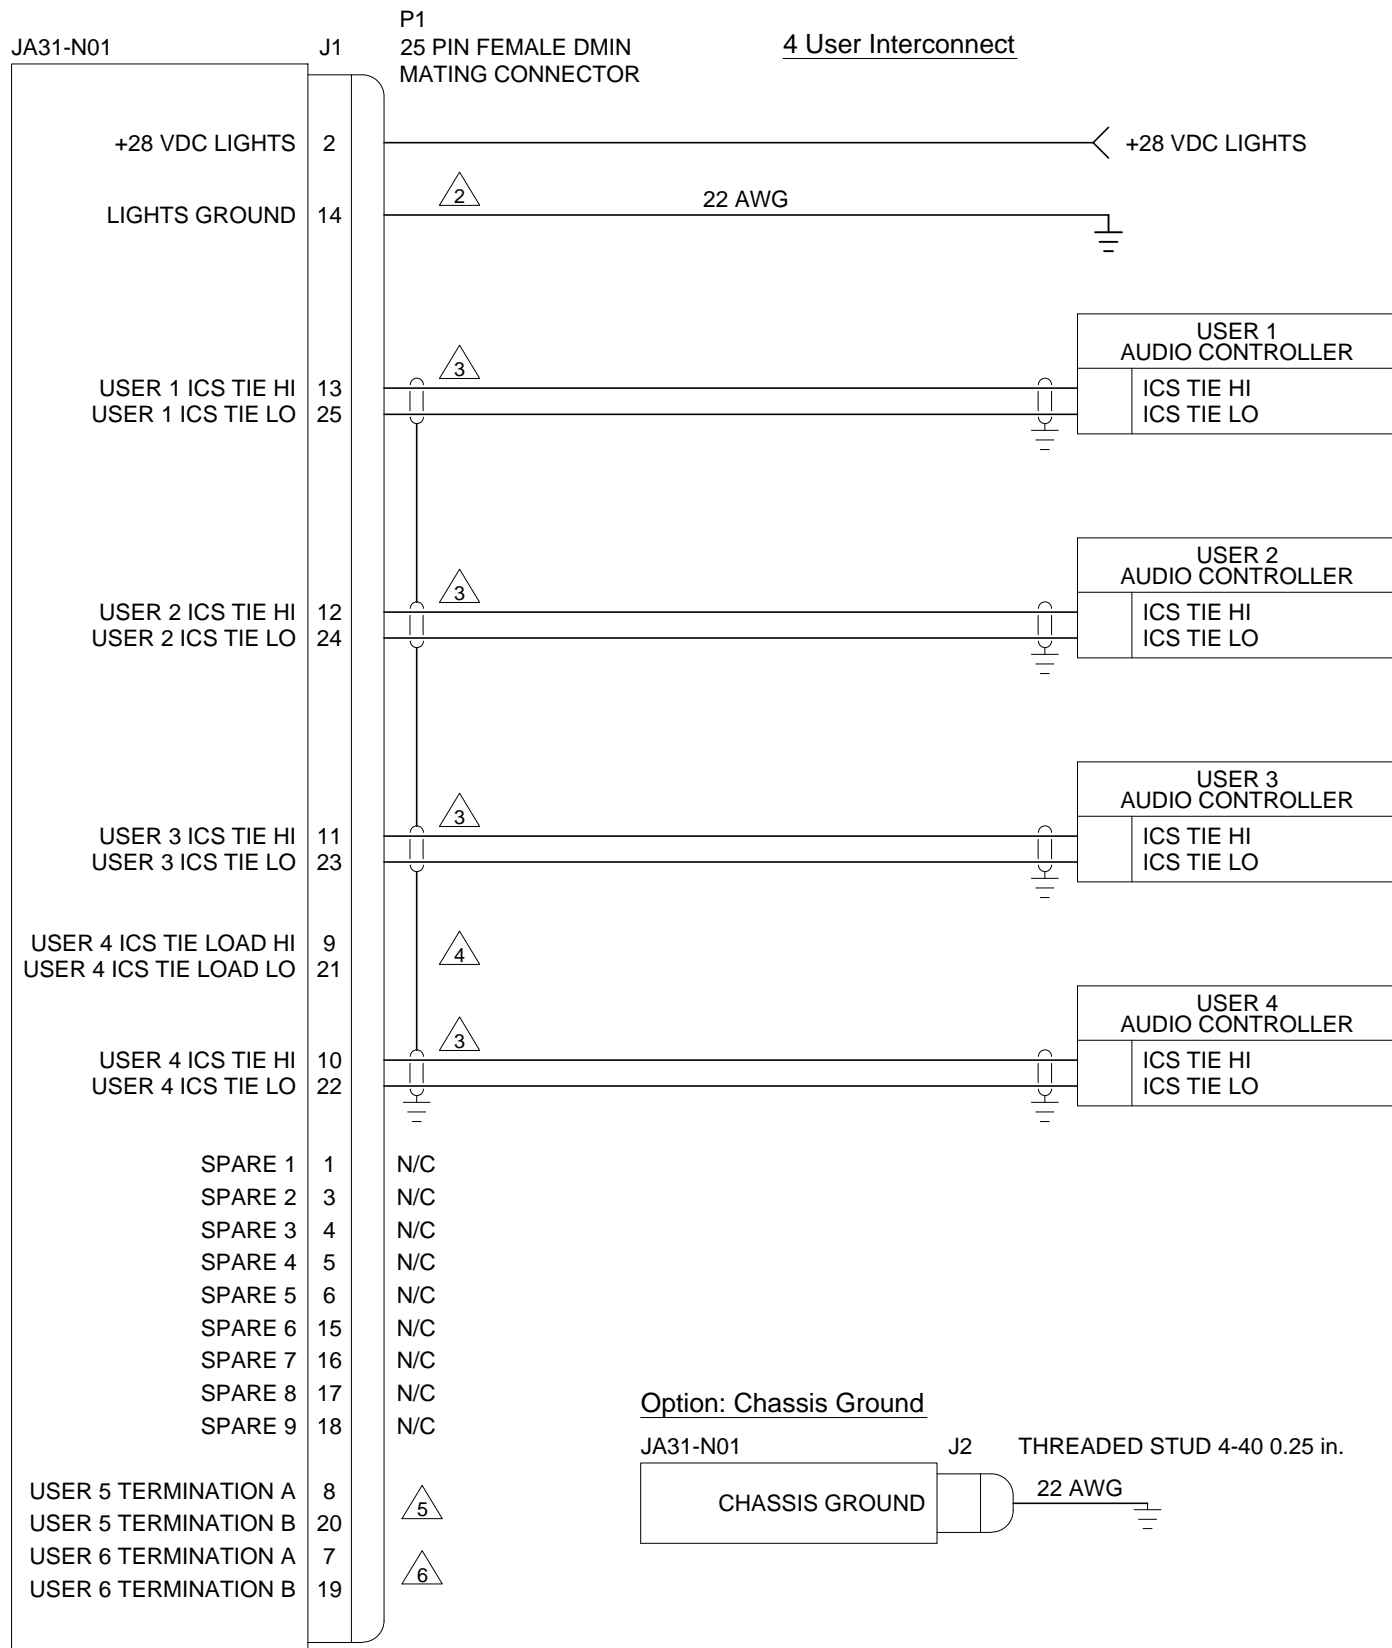 P1
JA31-N01 J1 25 PIN FEMALE DMIN 4 User Interconnect
MATING CONNECTOR
+28 VDC LIGHTS 2 +28 VDC LIGHTS
LIGHTS GROUND 14 2 22 AWG
USER 1
AUDIO CONTROLLER
3
USER 1 ICS TIE HI 13 ICS TIE HI
USER 1 ICS TIE LO 25 ICS TIE LO
USER 2
AUDIO CONTROLLER
3
USER 2 ICS TIE HI 12 ICS TIE HI
USER 2 ICS TIE LO 24 ICS TIE LO
USER 3
AUDIO CONTROLLER
3
USER 3 ICS TIE HI 11 ICS TIE HI
USER 3 ICS TIE LO 23 ICS TIE LO
USER 4 ICS TIE LOAD HI 9
4
USER 4 ICS TIE LOAD LO 21
USER 4
AUDIO CONTROLLER
3
USER 4 ICS TIE HI 10 ICS TIE HI
USER 4 ICS TIE LO 22 ICS TIE LO
SPARE 1 1 N/C
SPARE 2 3 N/C
SPARE 3 4 N/C
SPARE 4 5 N/C
SPARE 5 6 N/C
SPARE 6 15 N/C
SPARE 7 16 N/C
SPARE 8 17 N/C
SPARE 9 18 N/C
Option: Chassis Ground
JA31-N01 J2 THREADED STUD 4-40 0.25 in.
CHASSIS GROUND 22 AWG
USER 5 TERMINATION A 8
5
USER 5 TERMINATION B 20
USER 6 TERMINATION A 7
6
USER 6 TERMINATION B 19